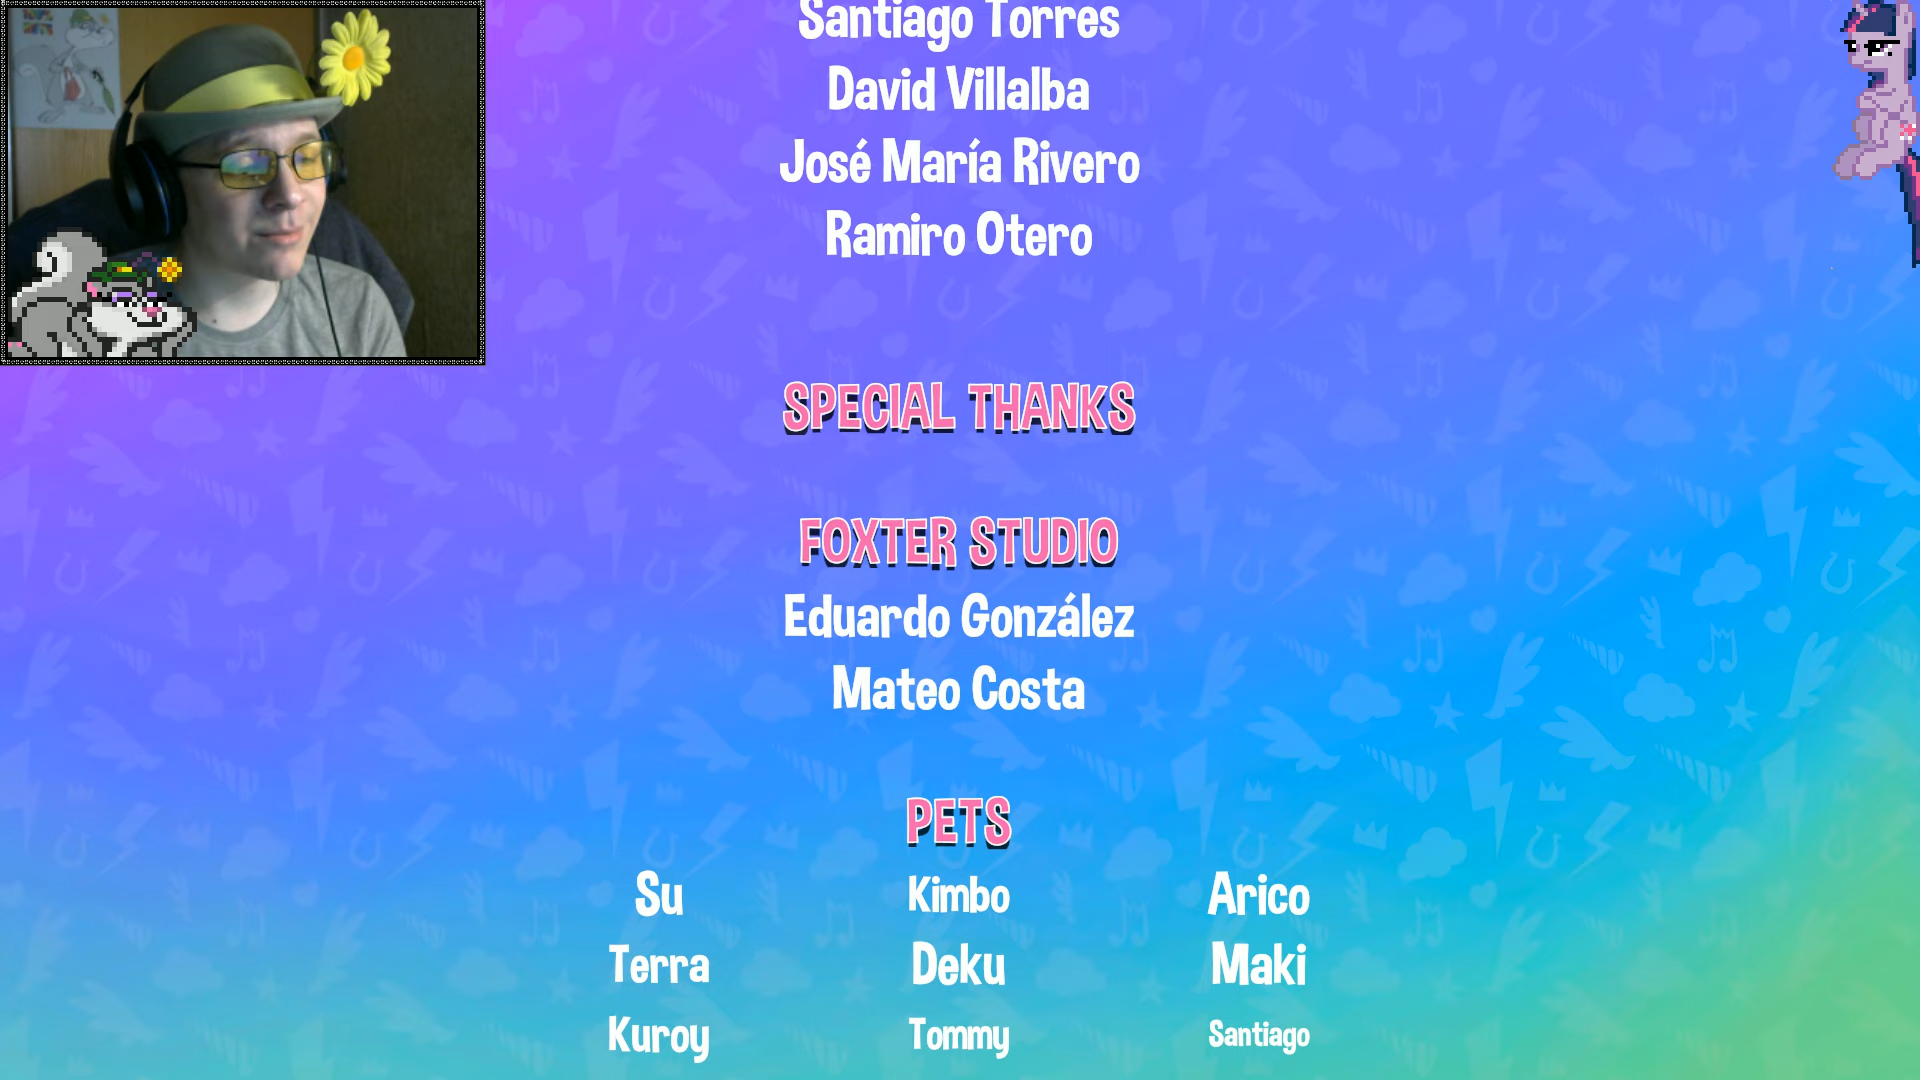 Santiago Torres
David Villalba
José María Rivero
Ramiro Otero
SPECIAL THANKS
FOXTER STUDIO
Eduardo González
Mateo Costa
PETS
Su Kimbo Arico
Terra Deku Maki
Kuroy Tommy Santiago